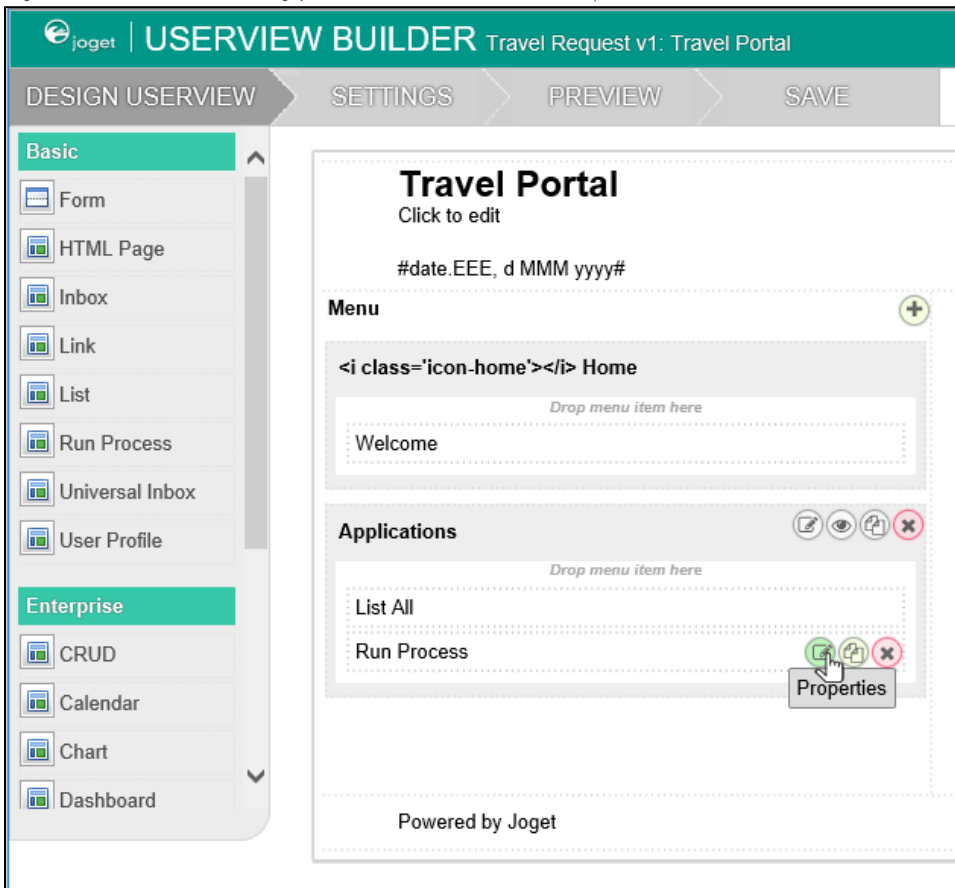 joget | USERVIEW BUILDER Travel Request v1: Travel Portal
DESIGN USERVIEW SETTINGS PREVIEW SAVE
Basic
Form
HTML Page
Inbox
Link
List
Run Process
Universal Inbox
User Profile
Enterprise
CRUD
Calendar
Chart
Dashboard
Travel Portal
Click to edit
#date.EEE, d MMM yyyy#
Menu
<i class='icon-home'></i> Home
Drop menu item here
Welcome
Applications
Drop menu item here
List All
Run Process
Properties
Powered by Joget